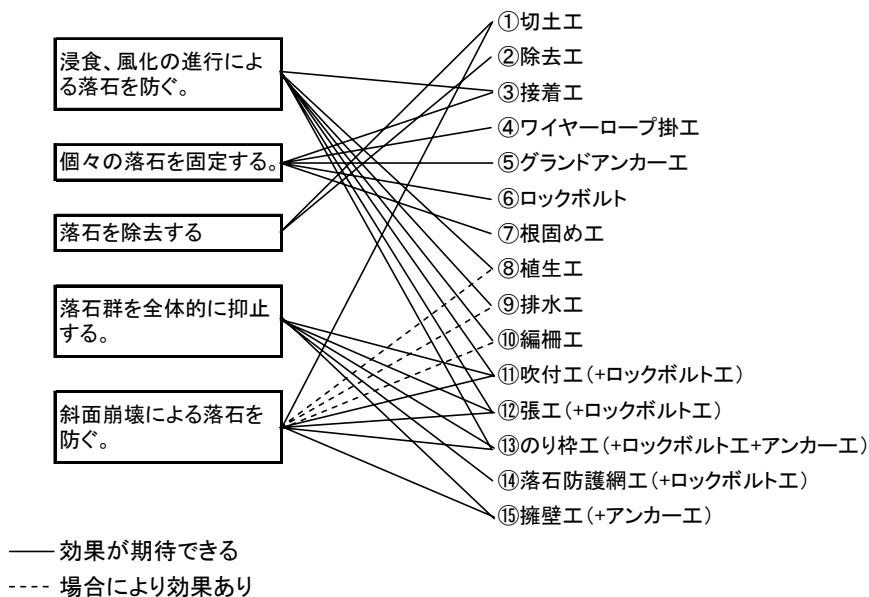 浸食、風化の進行によ
る落石を防ぐ。
個々の落石を固定する。
落石を除去する
落石群を全体的に抑止
する。
斜面崩壊による落石を
防ぐ。
①切土工
②除去工
③接着工
④ワイヤーロープ掛工
⑤グランドアンカー工
⑥ロックボルト
⑦根固め工
⑧植生工
⑨排水工
⑩編柵工
⑪吹付工(+ロックボルト工)
⑫張工(+ロックボルト工)
⑬のり枠工(+ロックボルト工+アンカー工)
⑭落石防護網工(+ロックボルト工)
⑮擁壁工(+アンカー工)
効果が期待できる
場合により効果あり